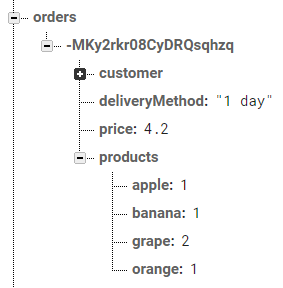 orders
-MKy2rkr08CyDRQsqhzq
customer
deliveryMethod: "1 day"
price: 4.2
products
apple: 1
banana: 1
grape: 2
orange: 1